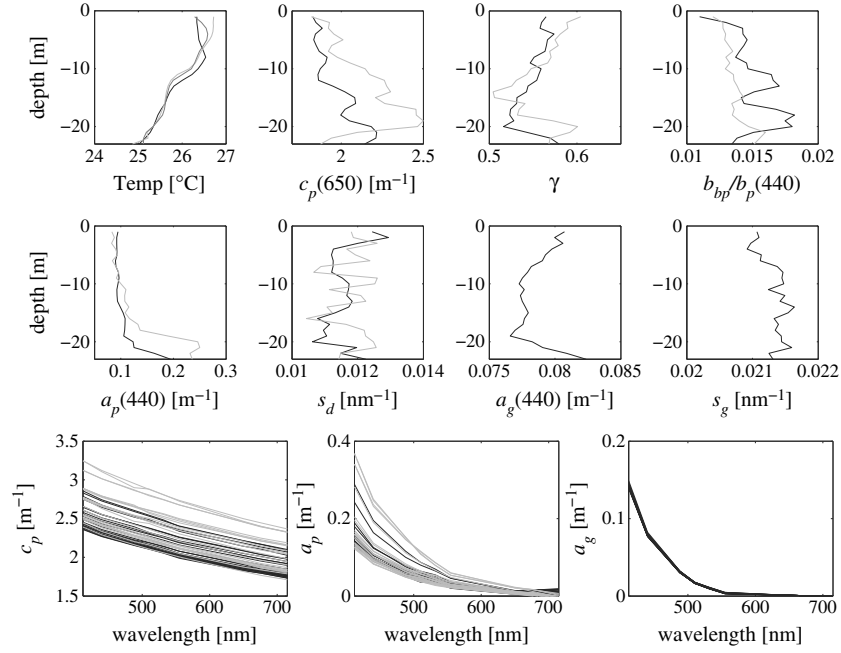 0 0 0 0
−10 −10 −10 −10
−20 −20 −20 −20
depth [m]
24 25 26 27 2 2.5 0.5 0.6 0.01 0.015 0.02
Temp [°C] c_p(650) [m⁻¹] γ b_bp/b_p(440)
0 0 0 0
−10 −10 −10 −10
−20 −20 −20 −20
depth [m]
0.1 0.2 0.3 0.01 0.012 0.014 0.075 0.08 0.085 0.02 0.021 0.022
a_p(440) [m⁻¹] s_d [nm⁻¹] a_g(440) [m⁻¹] s_g [nm⁻¹]
3.5 0.4 0.2
3
2.5 0.2 0.1
2
1.5 0 0
c_p [m⁻¹] a_p [m⁻¹] a_g [m⁻¹]
500 600 700 500 600 700 500 600 700
wavelength [nm] wavelength [nm] wavelength [nm]